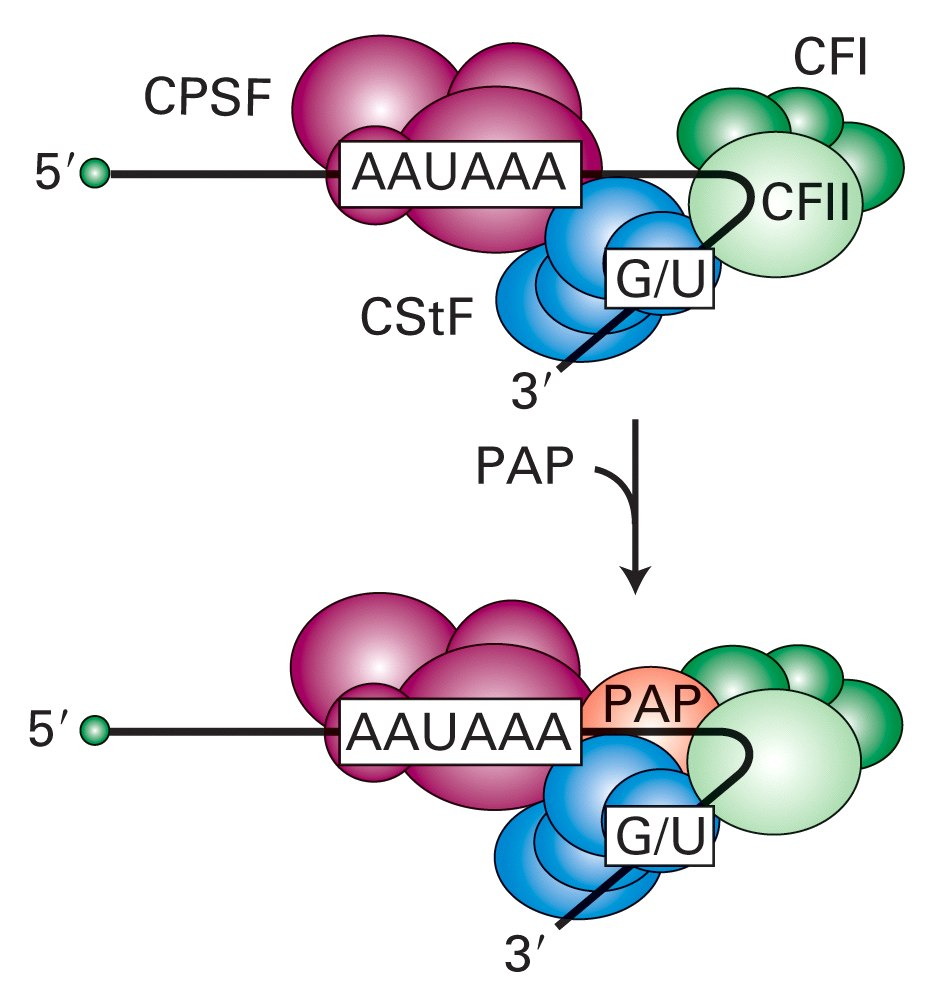 CFI
CPSF
5′
AAUAAA
CFII
G/U
CStF
3′
PAP
PAP
5′
AAUAAA
G/U
3′